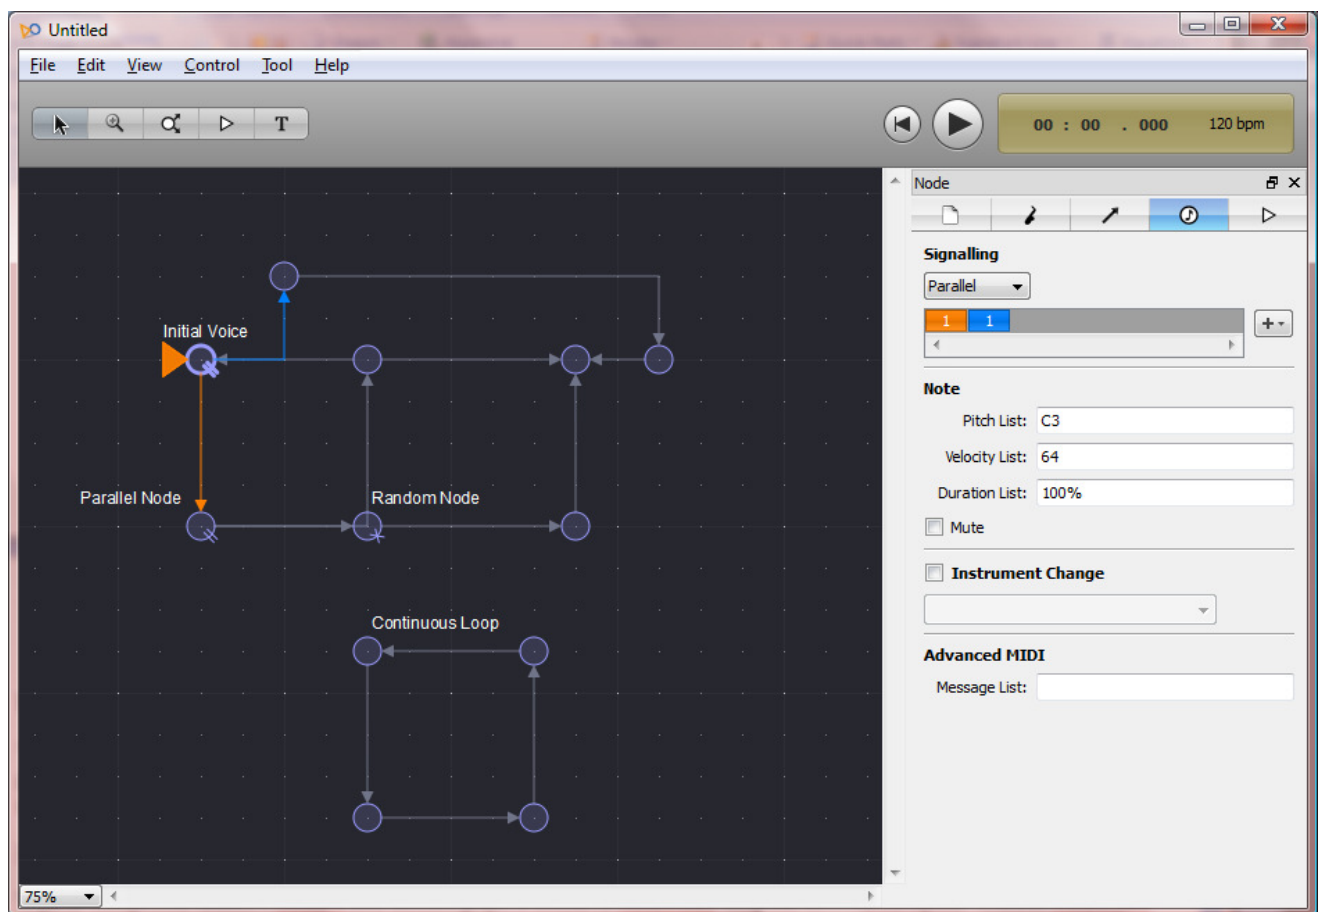 Untitled
File Edit View Control Tool Help
T
00 : 00 . 000 120 bpm
Node
Signalling
Parallel
1 1
+
Note
Pitch List: C3
Velocity List: 64
Duration List: 100%
Mute
Instrument Change
Advanced MIDI
Message List:
Initial Voice
Parallel Node Random Node
Continuous Loop
75%